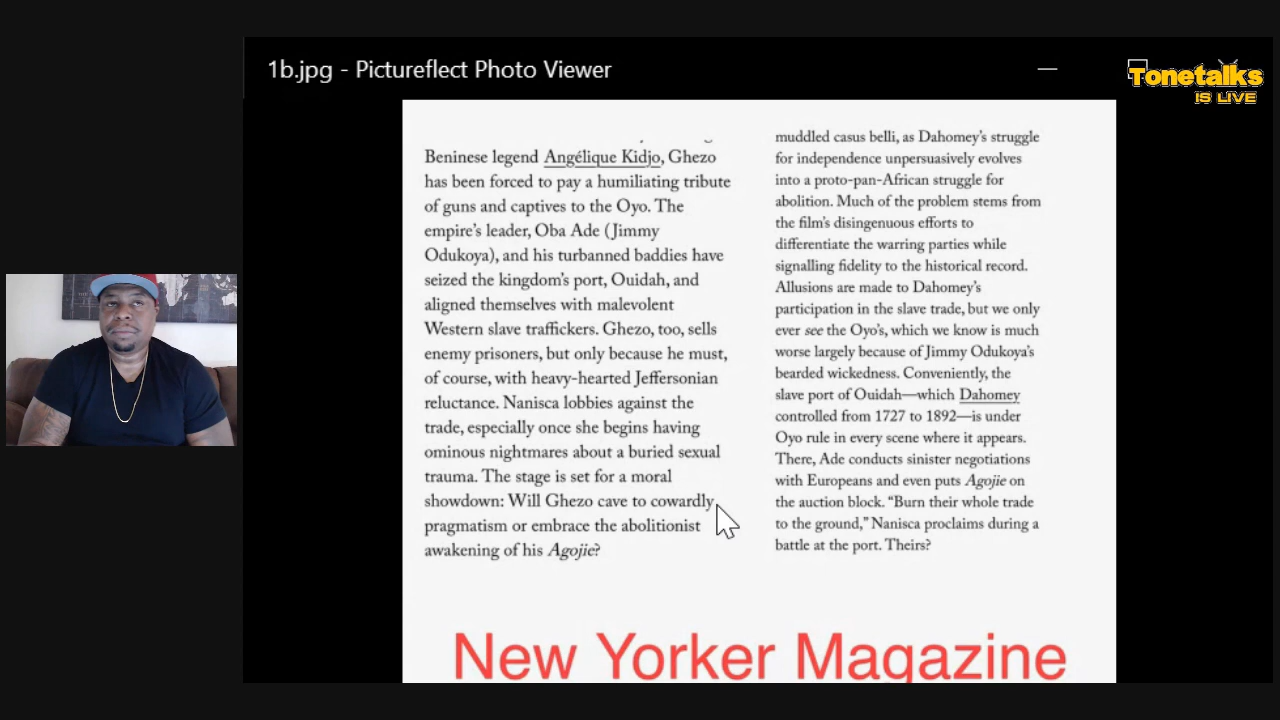 1b.jpg - Pictureflect Photo Viewer
Tonetalks
IS LIVE
Beninese legend Angélique Kidjo, Ghezo
has been forced to pay a humiliating tribute
of guns and captives to the Oyo. The
empire’s leader, Oba Ade (Jimmy
Odukoya), and his turbanned baddies have
seized the kingdom’s port, Ouidah, and
aligned themselves with malevolent
Western slave traffickers. Ghezo, too, sells
enemy prisoners, but only because he must,
of course, with heavy-hearted Jeffersonian
reluctance. Nanisca lobbies against the
trade, especially once she begins having
ominous nightmares about a buried sexual
trauma. The stage is set for a moral
showdown: Will Ghezo cave to cowardly
pragmatism or embrace the abolitionist
awakening of his Agojie?
muddled casus belli, as Dahomey’s struggle
for independence unpersuasively evolves
into a proto-pan-African struggle for
abolition. Much of the problem stems from
the film’s disingenuous efforts to
differentiate the warring parties while
signalling fidelity to the historical record.
Allusions are made to Dahomey’s
participation in the slave trade, but we only
ever see the Oyo’s, which we know is much
worse largely because of Jimmy Odukoya’s
bearded wickedness. Conveniently, the
slave port of Ouidah—which Dahomey
controlled from 1727 to 1892—is under
Oyo rule in every scene where it appears.
There, Ade conducts sinister negotiations
with Europeans and even puts Agojie on
the auction block. “Burn their whole trade
to the ground,” Nanisca proclaims during a
battle at the port. Theirs?
New Yorker Magazine